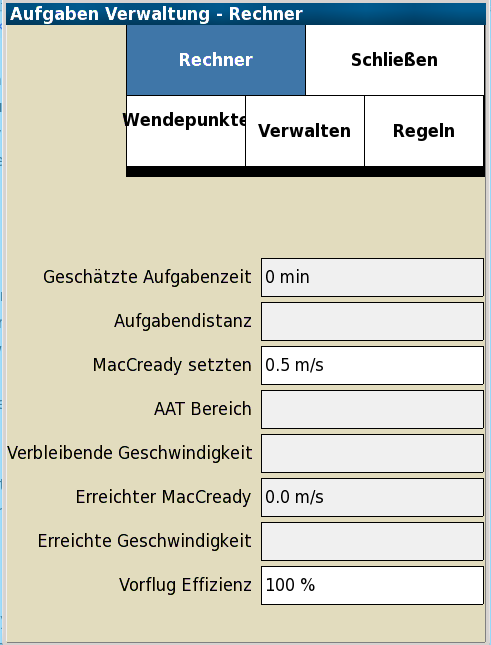 Aufgaben Verwaltung - Rechner
Rechner
Schließen
Wendepunkte
Verwalten
Regeln
Geschätzte Aufgabenzeit
0 min
Aufgabendistanz
MacCready setzten
0.5 m/s
AAT Bereich
Verbleibende Geschwindigkeit
Erreichter MacCready
0.0 m/s
Erreichte Geschwindigkeit
Vorflug Effizienz
100 %